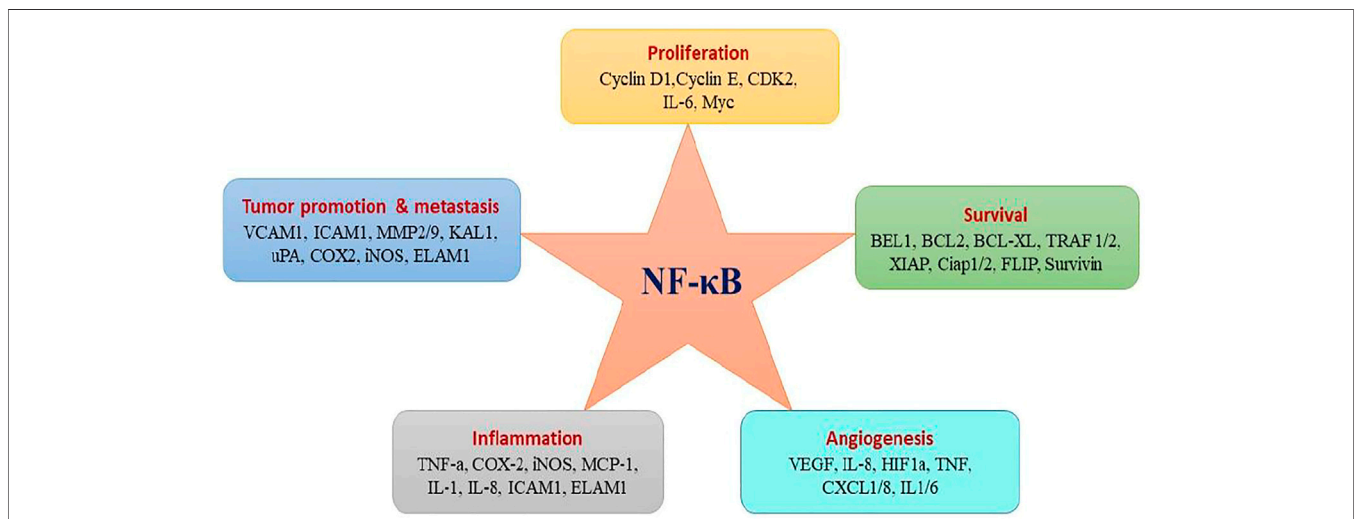 Proliferation
Cyclin D1,Cyclin E, CDK2,
IL-6, Myc
Tumor promotion & metastasis
VCAM1, ICAM1, MMP2/9, KAL1,
uPA, COX2, iNOS, ELAM1
Survival
BEL1, BCL2, BCL-XL, TRAF1/2,
XIAP, Ciap1/2, FLIP, Survivin
NF-κB
Inflammation
TNF-a, COX-2, iNOS, MCP-1,
IL-1, IL-8, ICAM1, ELAM1
Angiogenesis
VEGF, IL-8, HIF1a, TNF,
CXCL1/8, IL1/6